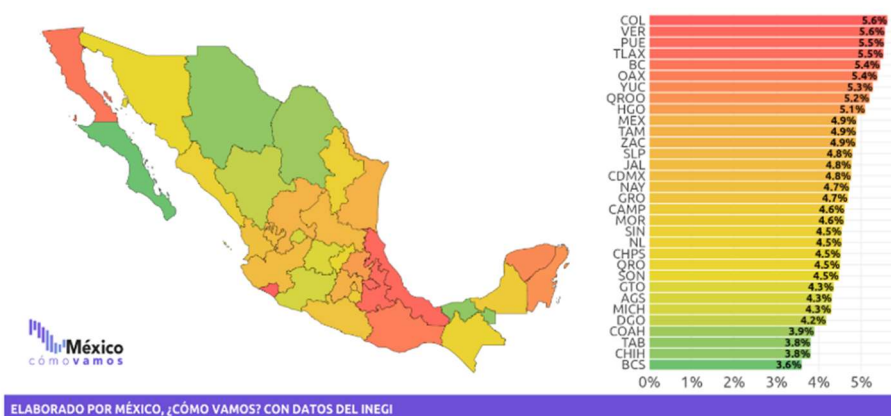 COL 5.6%
VER 5.6%
PUE 5.5%
TLAX 5.5%
BC 5.4%
OAX 5.4%
YUC 5.3%
QROO 5.2%
HGO 5.1%
MEX 4.9%
TAM 4.9%
ZAC 4.9%
SLP 4.8%
JAL 4.8%
CDMX 4.8%
NAY 4.7%
GRO 4.7%
CAMP 4.6%
MOR 4.6%
SIN 4.5%
NL 4.5%
CHPS 4.5%
QRO 4.5%
SON 4.5%
GTO 4.3%
AGS 4.3%
MICH 4.3%
DGO 4.2%
COAH 3.9%
TAB 3.8%
CHIH 3.8%
BCS 3.6%
0% 1% 2% 3% 4% 5%
México
cómovamos
ELABORADO POR MÉXICO, ¿CÓMO VAMOS? CON DATOS DEL INEGI